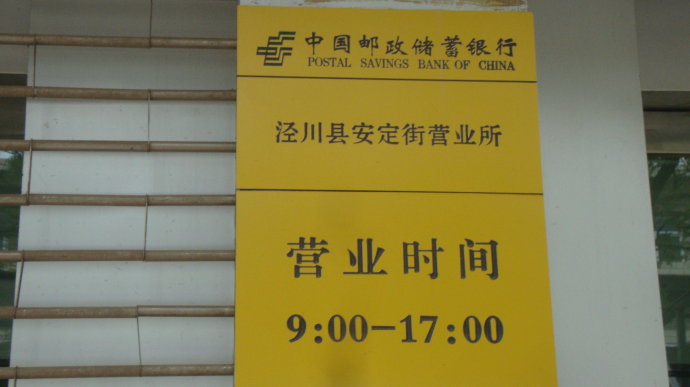 中国邮政储蓄银行
POSTAL SAVINGS BANK OF CHINA
泾川县安定街营业所
营业时间
9:00-17:00